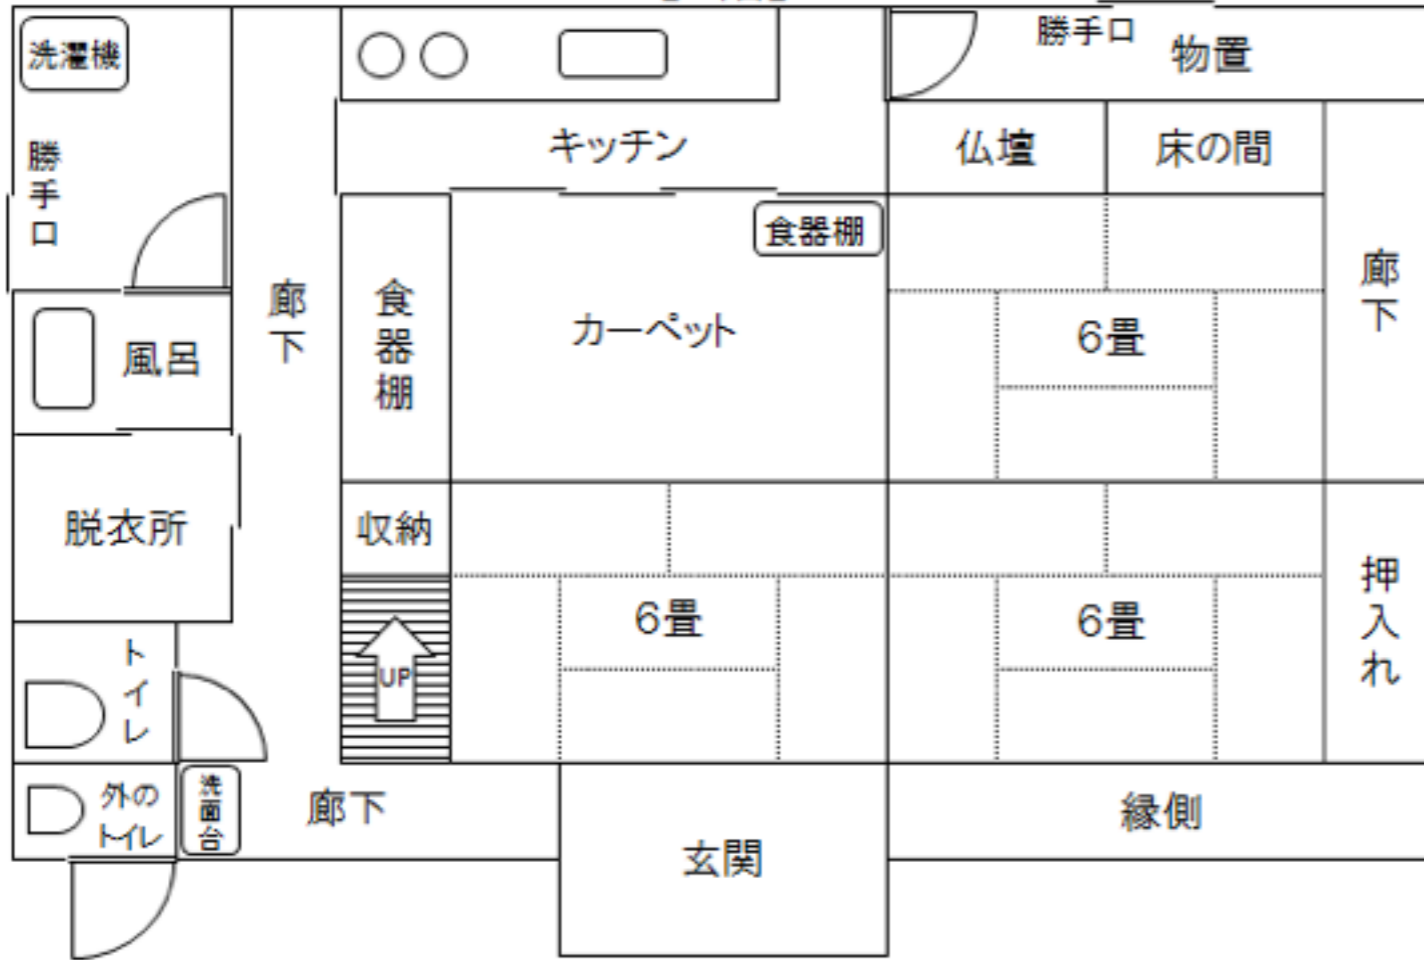 洗濯機
勝手口
物置
キッチン
仏壇
床の間
勝手口
食器棚
廊下
食器棚
カーペット
6畳
廊下
風呂
脱衣所
収納
6畳
6畳
押入れ
トイレ
UP
外の
トイレ
洗面台
廊下
玄関
縁側